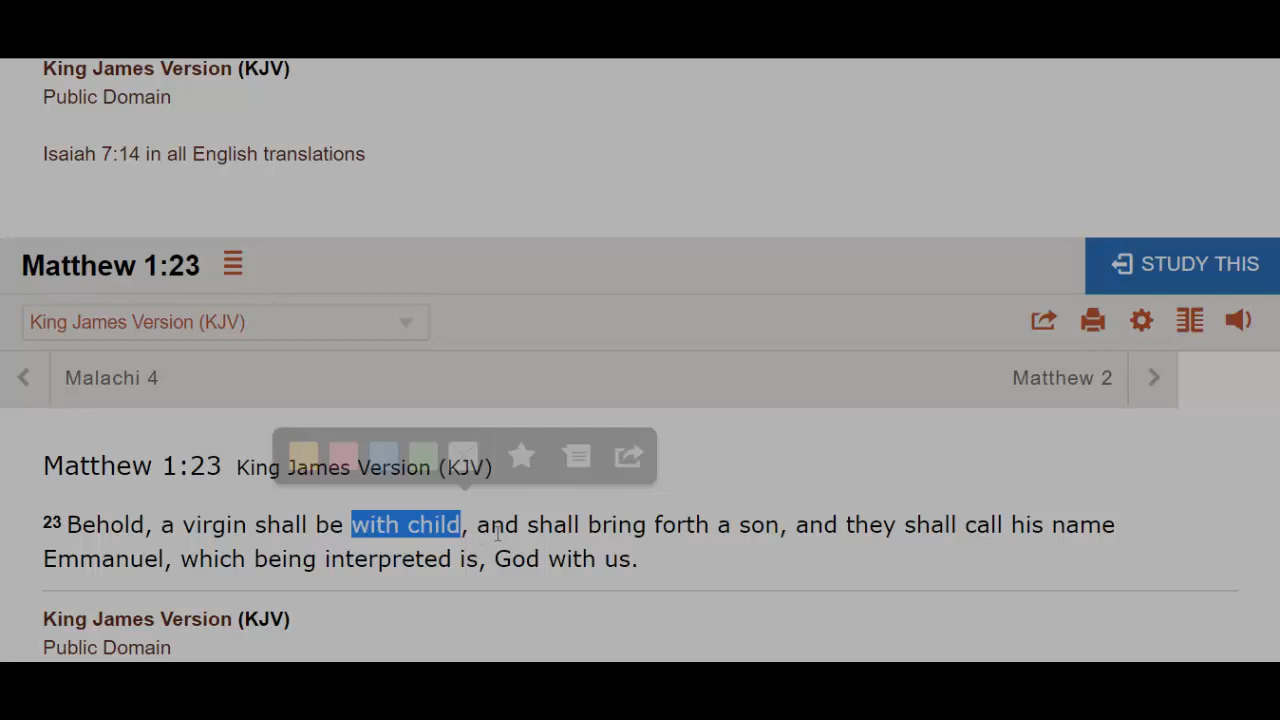 King James Version (KJV)
Public Domain
Isaiah 7:14 in all English translations
Matthew 1:23
STUDY THIS
King James Version (KJV)
Malachi 4
Matthew 2
Matthew 1:23 King James Version (KJV)
23 Behold, a virgin shall be with child, and shall bring forth a son, and they shall call his name
Emmanuel, which being interpreted is, God with us.
King James Version (KJV)
Public Domain